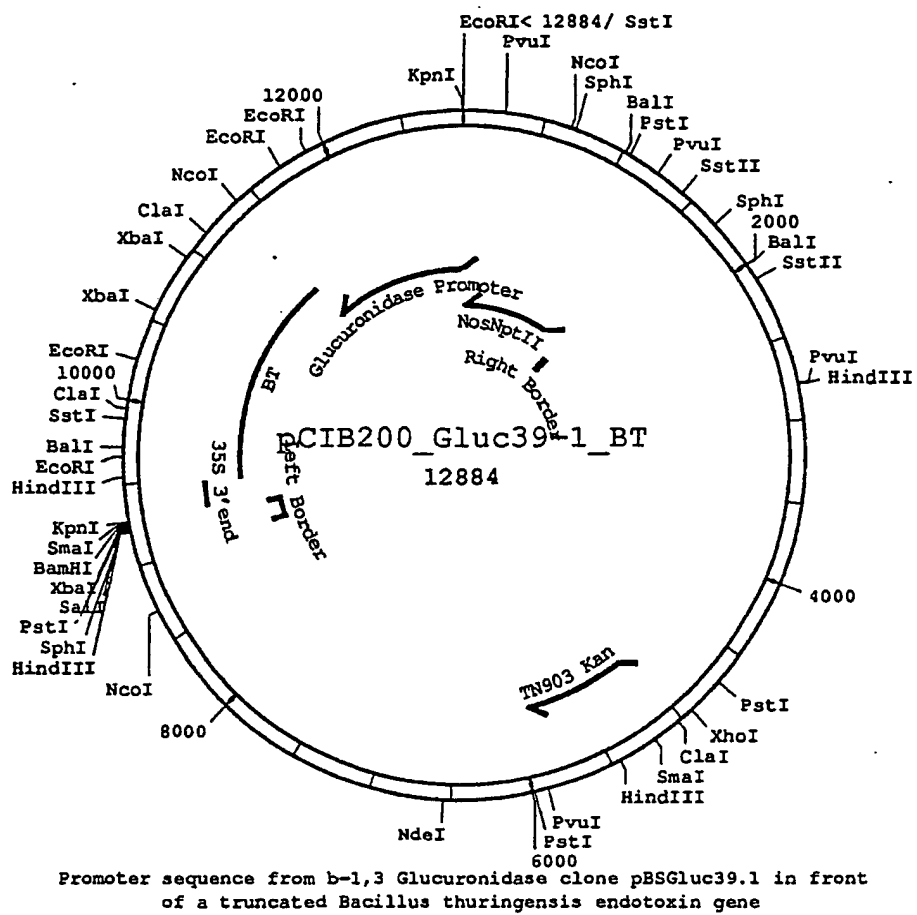 EcoRI< 12884/ SstI
PvuI
KpnI
NcoI
SphI
12000
EcoRI
BalI
EcoRI
PstI
PvuI
NcoI
SstII
ClaI
SphI
2000
XbaI
BalI
SstII
Glucuronidase Promoter
XbaI
NosNptII
EcoRI
Right Border
PvuI
HindIII
10000
BT
ClaI
SstI
pCIB200_Gluc39-1_BT
12884
BalI
EcoRI
HindIII
35S 3'end
Left Border
KpnI
SmaI
BamHI
XbaI
SalI
PstI
SphI
HindIII
4000
NcoI
TN903 Kan
PstI
8000
XhoI
ClaI
SmaI
HindIII
NdeI
PvuI
PstI
6000
Promoter sequence from b-1,3 Glucuronidase clone pBSGluc39.1 in front
of a truncated Bacillus thuringensis endotoxin gene